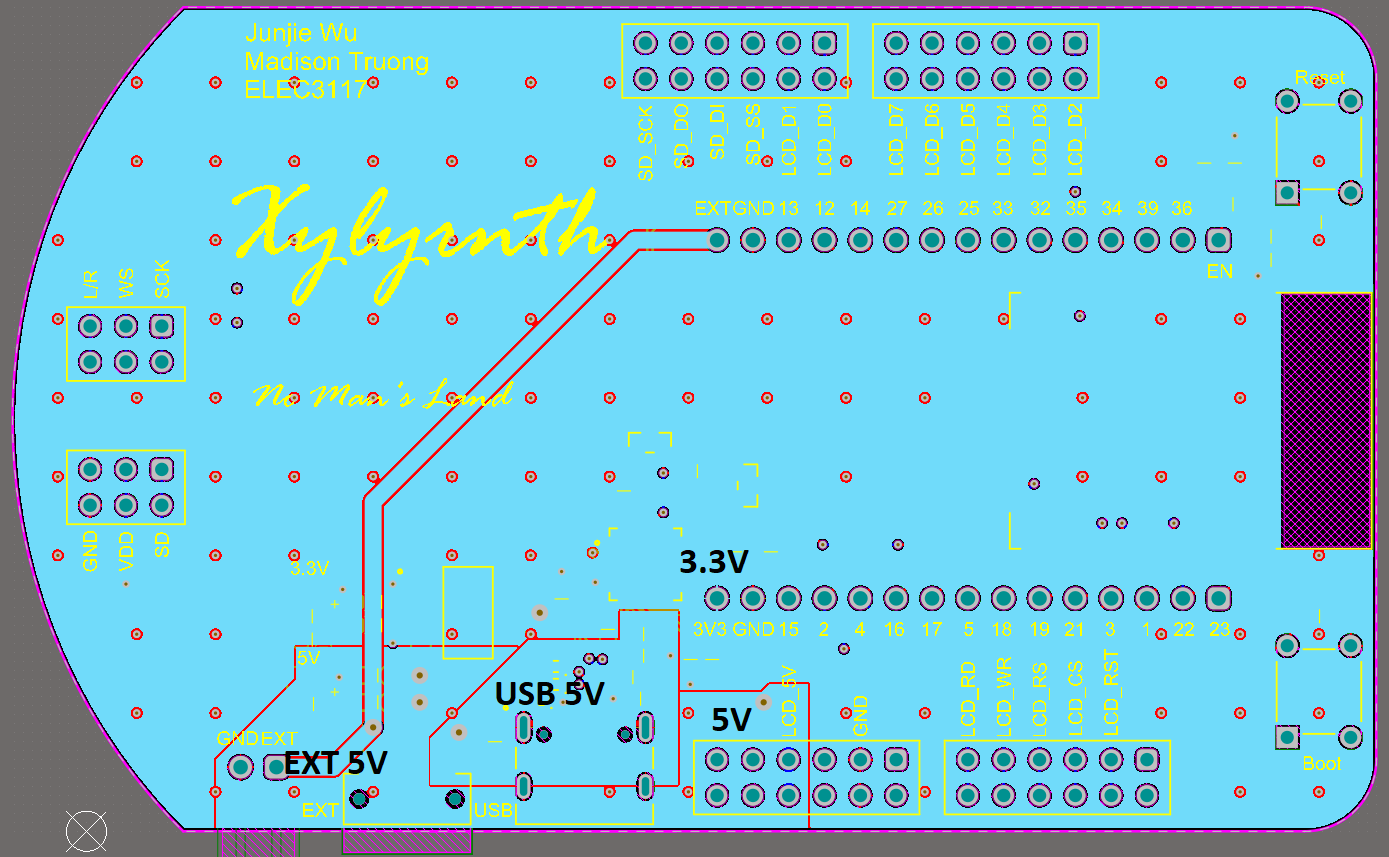 Junjie Wu
Madison Truong
ELEC3117
SD_SCK SD_DO SD_DI SD_SS LCD_D1 LCD_D0
LCD_D7 LCD_D6 LCD_D5 LCD_D4 LCD_D3 LCD_D2
Reset
Xylyrnth
EXT GND 13 12 14 27 26 25 33 32 35 34 39 36
EN
L/R WS SCK
No Man's Land
GND VDD SD
3.3V
3.3V
+
3V3 GND 15 2 4 16 17 5 18 19 21 3 1 22 23
5V
+
USB 5V
5V
LCD_5V GND
LCD_RD LCD_WR LCD_RS LCD_CS LCD_RST
GND EXT
EXT 5V
Boot
EXT USB